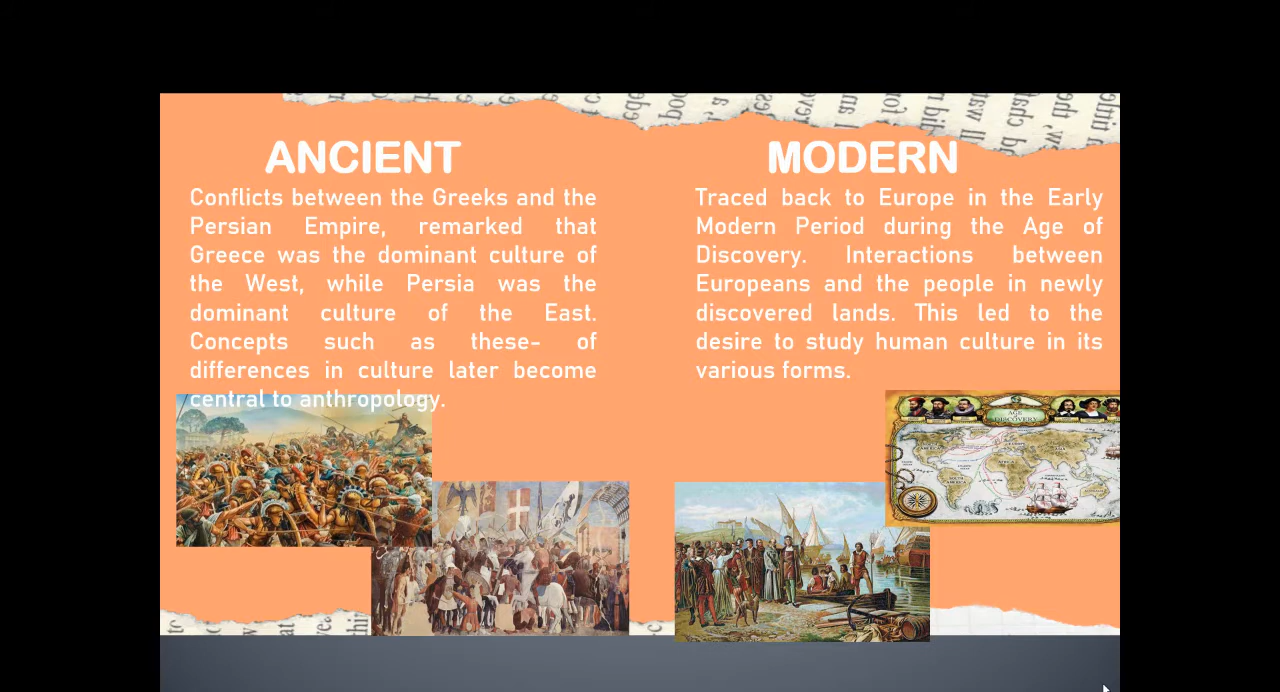 ANCIENT
Conflicts between the Greeks and the
Persian Empire, remarked that
Greece was the dominant culture of
the West, while Persia was the
dominant culture of the East.
Concepts such as these- of
differences in culture later become
central to anthropology.
MODERN
Traced back to Europe in the Early
Modern Period during the Age of
Discovery. Interactions between
Europeans and the people in newly
discovered lands. This led to the
desire to study human culture in its
various forms.
AGE
DISCOVERY